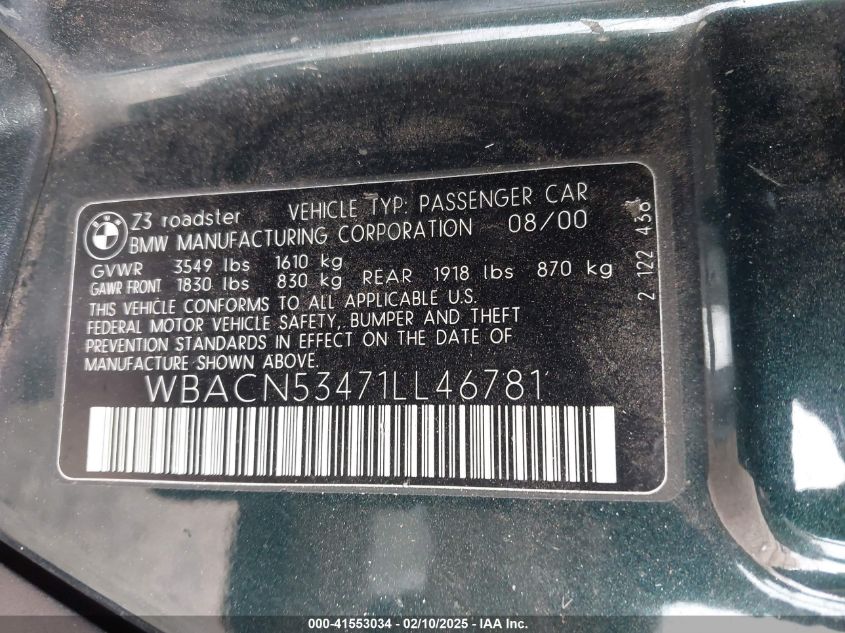 Z3 roadster VEHICLE TYP: PASSENGER CAR
BMW MANUFACTURING CORPORATION 08/00
GVWR 3549 lbs 1610 kg
GAWR FRONT 1830 lbs 830 kg REAR 1918 lbs 870 kg
THIS VEHICLE CONFORMS TO ALL APPLICABLE U.S.
FEDERAL MOTOR VEHICLE SAFETY, BUMPER AND THEFT
PREVENTION STANDARDS IN EFFECT ON THE DATE OF
MANUFACTURE SHOWN ABOVE.
WBACN53471LL46781
2 122 436
000-41553034 - 02/10/2025 - IAA Inc.